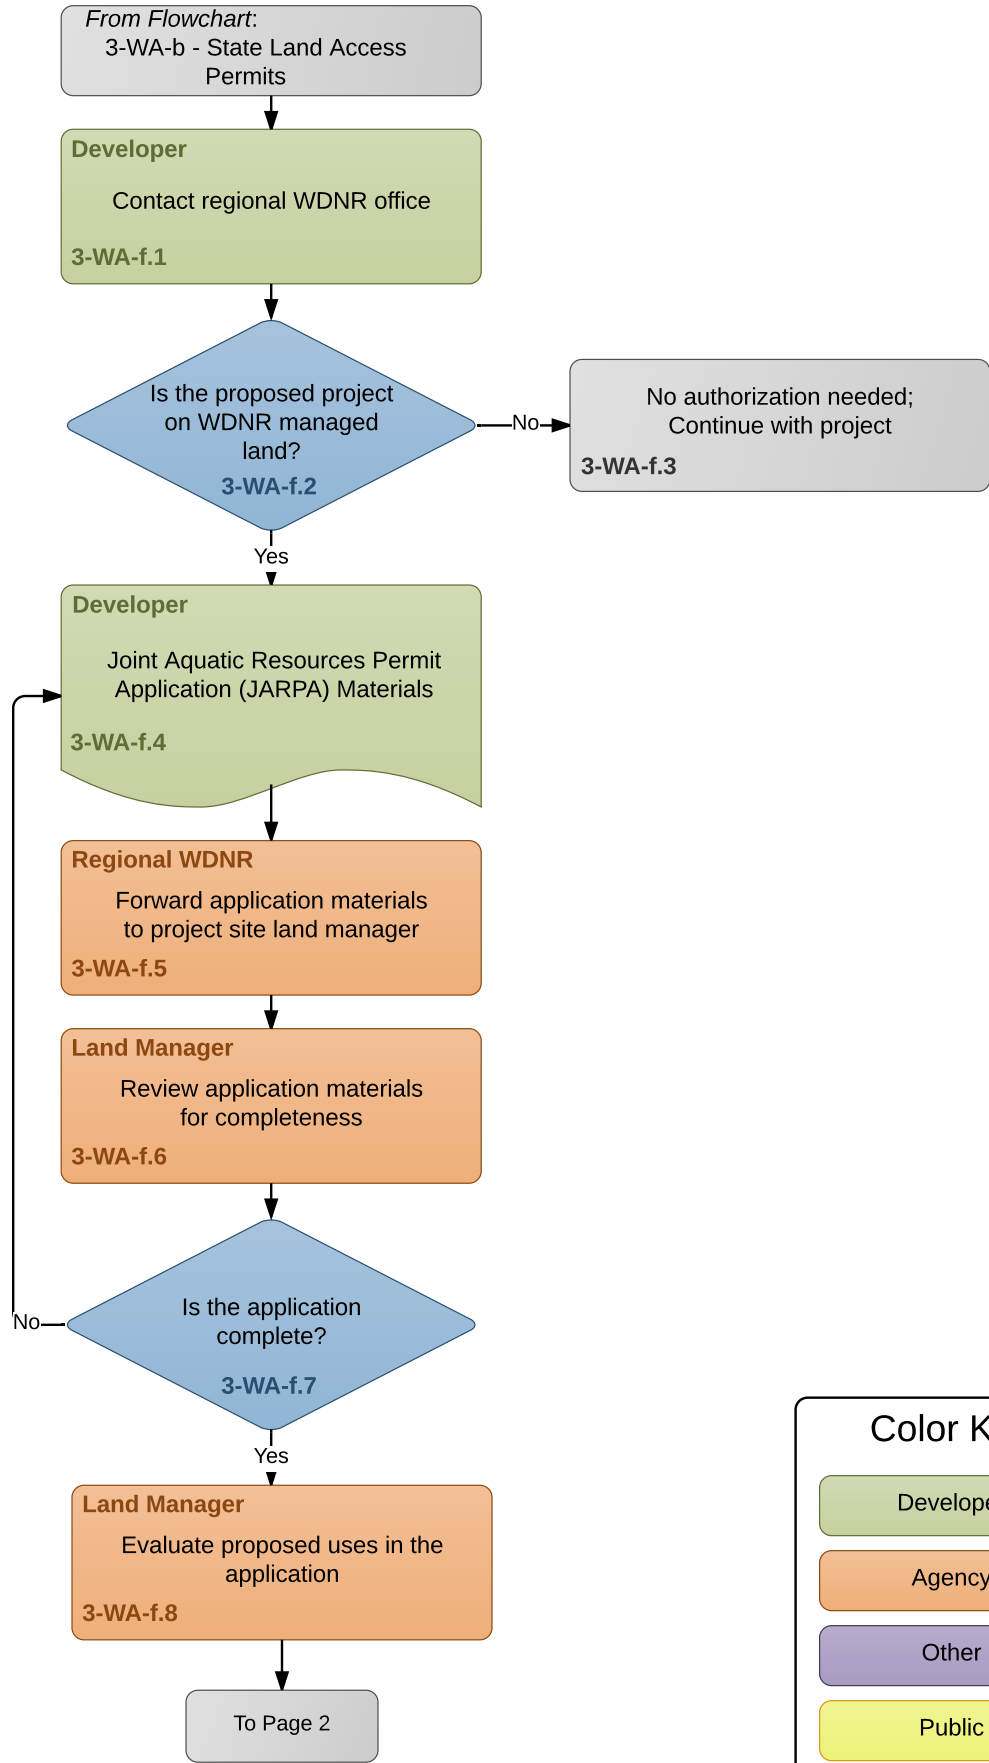 From Flowchart:
3-WA-b - State Land Access
Permits
Developer
Contact regional WDNR office
3-WA-f.1
Is the proposed project
on WDNR managed
land?
3-WA-f.2
No
No authorization needed;
Continue with project
3-WA-f.3
Yes
Developer
Joint Aquatic Resources Permit
Application (JARPA) Materials
3-WA-f.4
Regional WDNR
Forward application materials
to project site land manager
3-WA-f.5
Land Manager
Review application materials
for completeness
3-WA-f.6
Is the application
complete?
3-WA-f.7
No
Yes
Land Manager
Evaluate proposed uses in the
application
3-WA-f.8
To Page 2
Color K
Develope
Agency
Other
Public